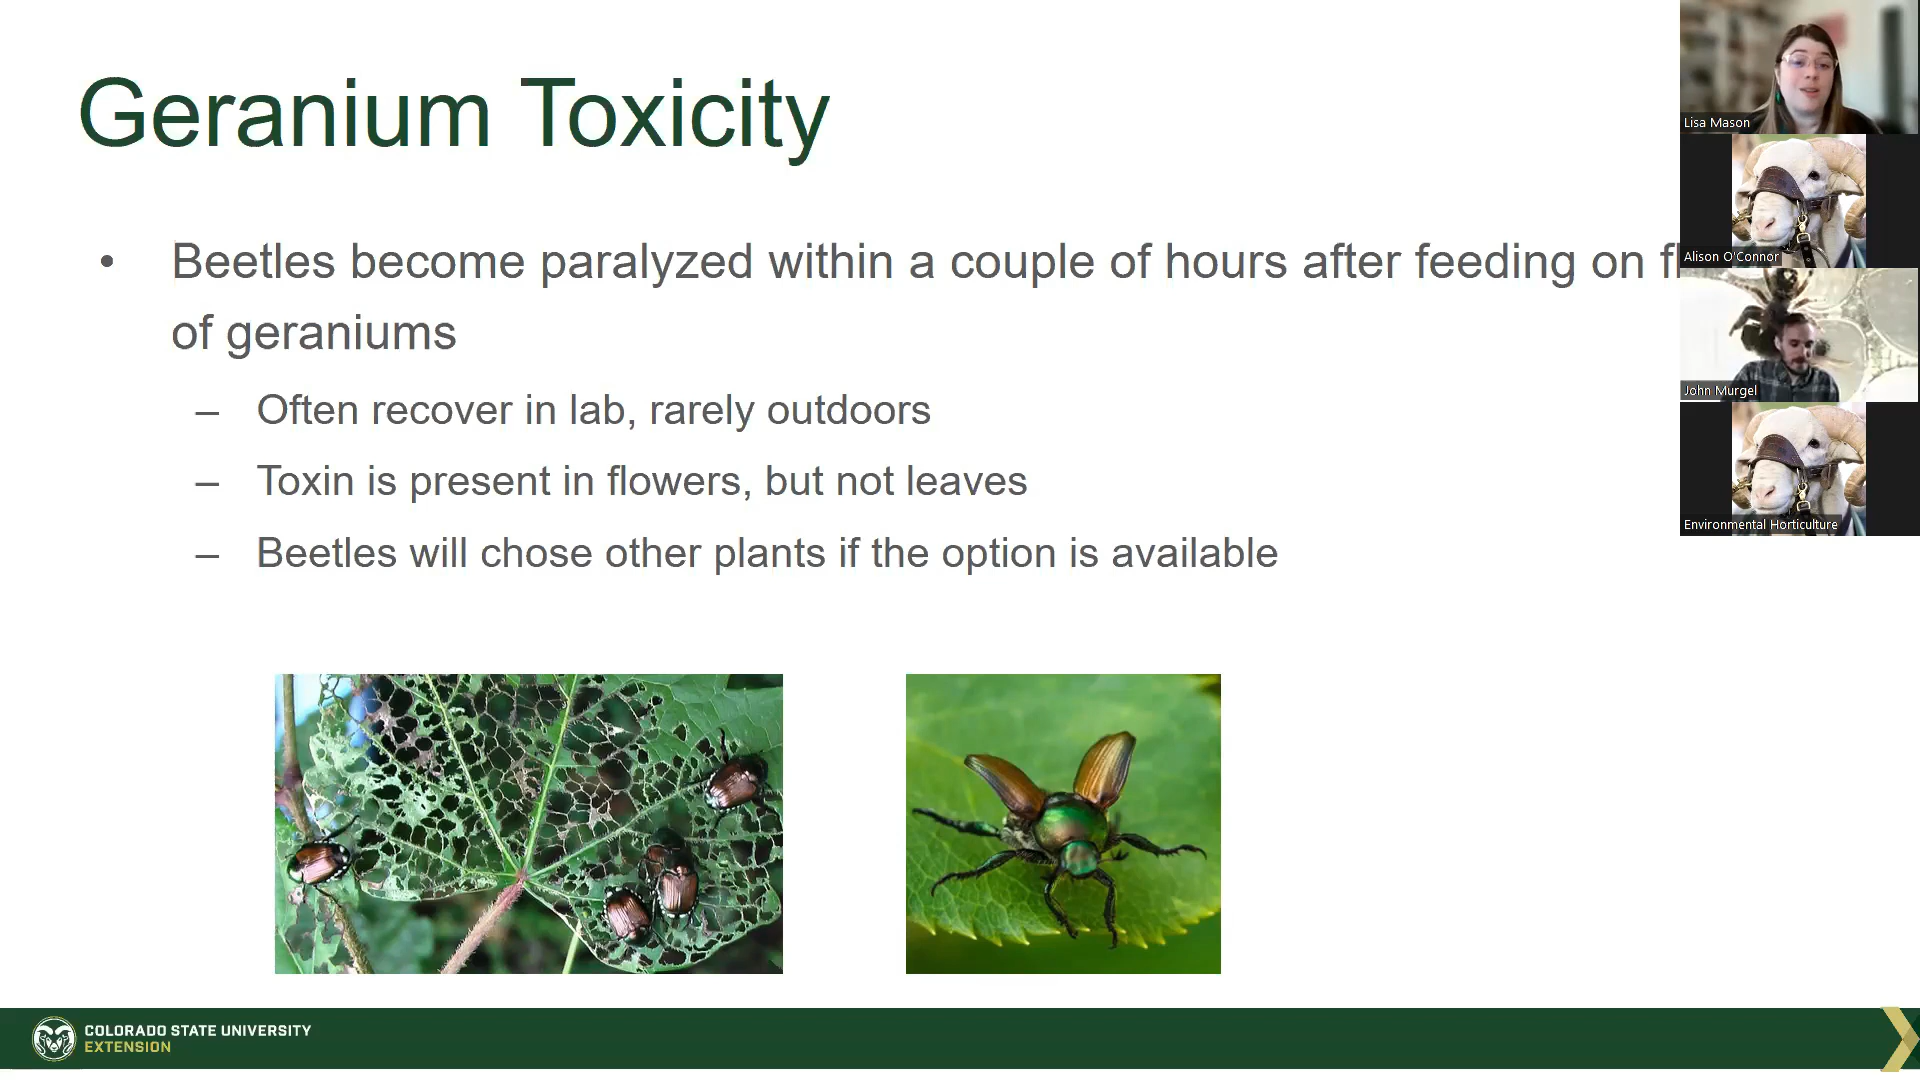 Geranium Toxicity
• Beetles become paralyzed within a couple of hours after feeding on fl
of geraniums
– Often recover in lab, rarely outdoors
– Toxin is present in flowers, but not leaves
– Beetles will chose other plants if the option is available
Lisa Mason
Alison O'Connor
John Murgel
Environmental Horticulture
COLORADO STATE UNIVERSITY
EXTENSION